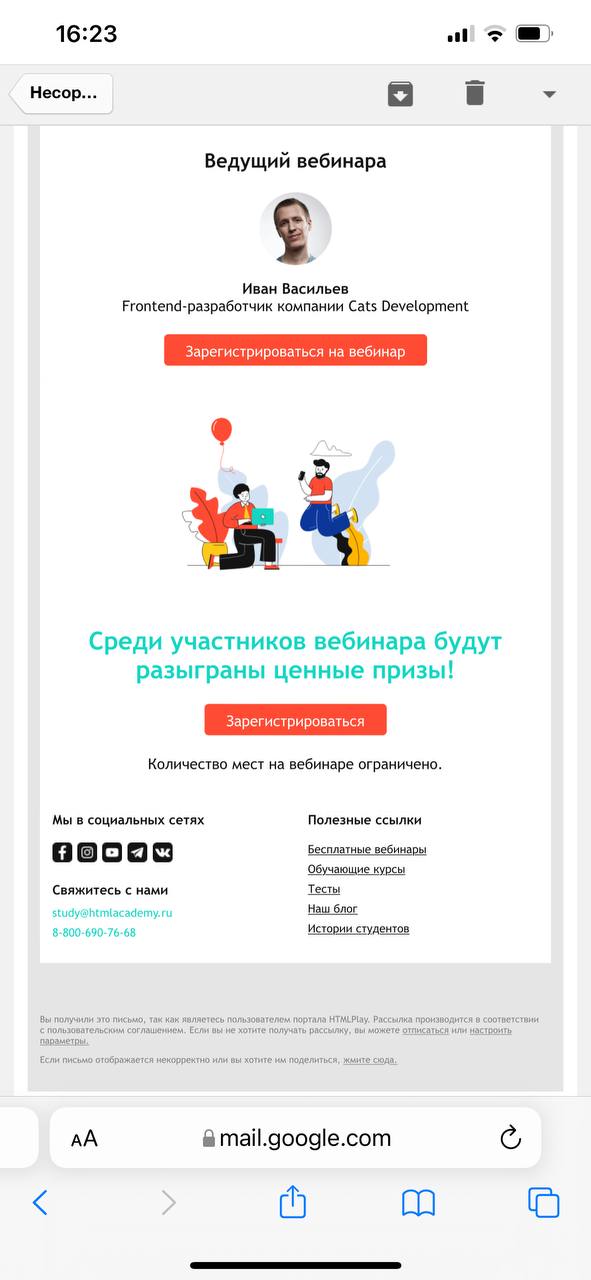 16:23
Несор...
Ведущий вебинара
Иван Васильев
Frontend-разработчик компании Cats Development
Зарегистрироваться на вебинар
Среди участников вебинара будут
разыграны ценные призы!
Зарегистрироваться
Количество мест на вебинаре ограничено.
Мы в социальных сетях
Свяжитесь с нами
study@htmlacademy.ru
8-800-690-76-68
Полезные ссылки
Бесплатные вебинары
Обучающие курсы
Тесты
Наш блог
Истории студентов
Вы получили это письмо, так как являетесь пользователем портала HTMLPlay. Рассылка производится в соответствии
с пользовательским соглашением. Если вы не хотите получать рассылку, вы можете отписаться или настроить
параметры.
Если письмо отображается некорректно или вы хотите им поделиться, жмите сюда.
AA
mail.google.com